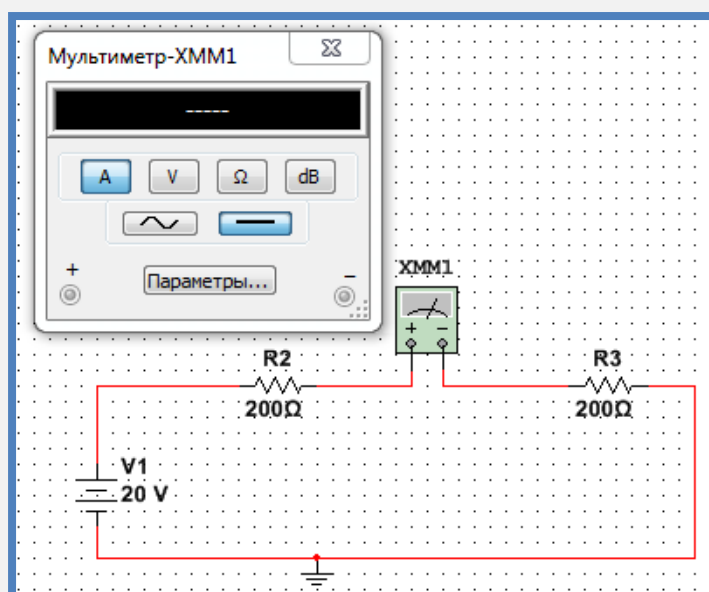 Мультиметр-XMM1
-----
A V Ω dB
+ Параметры... –
XMM1
+ –
R2
200Ω
R3
200Ω
V1
20 V